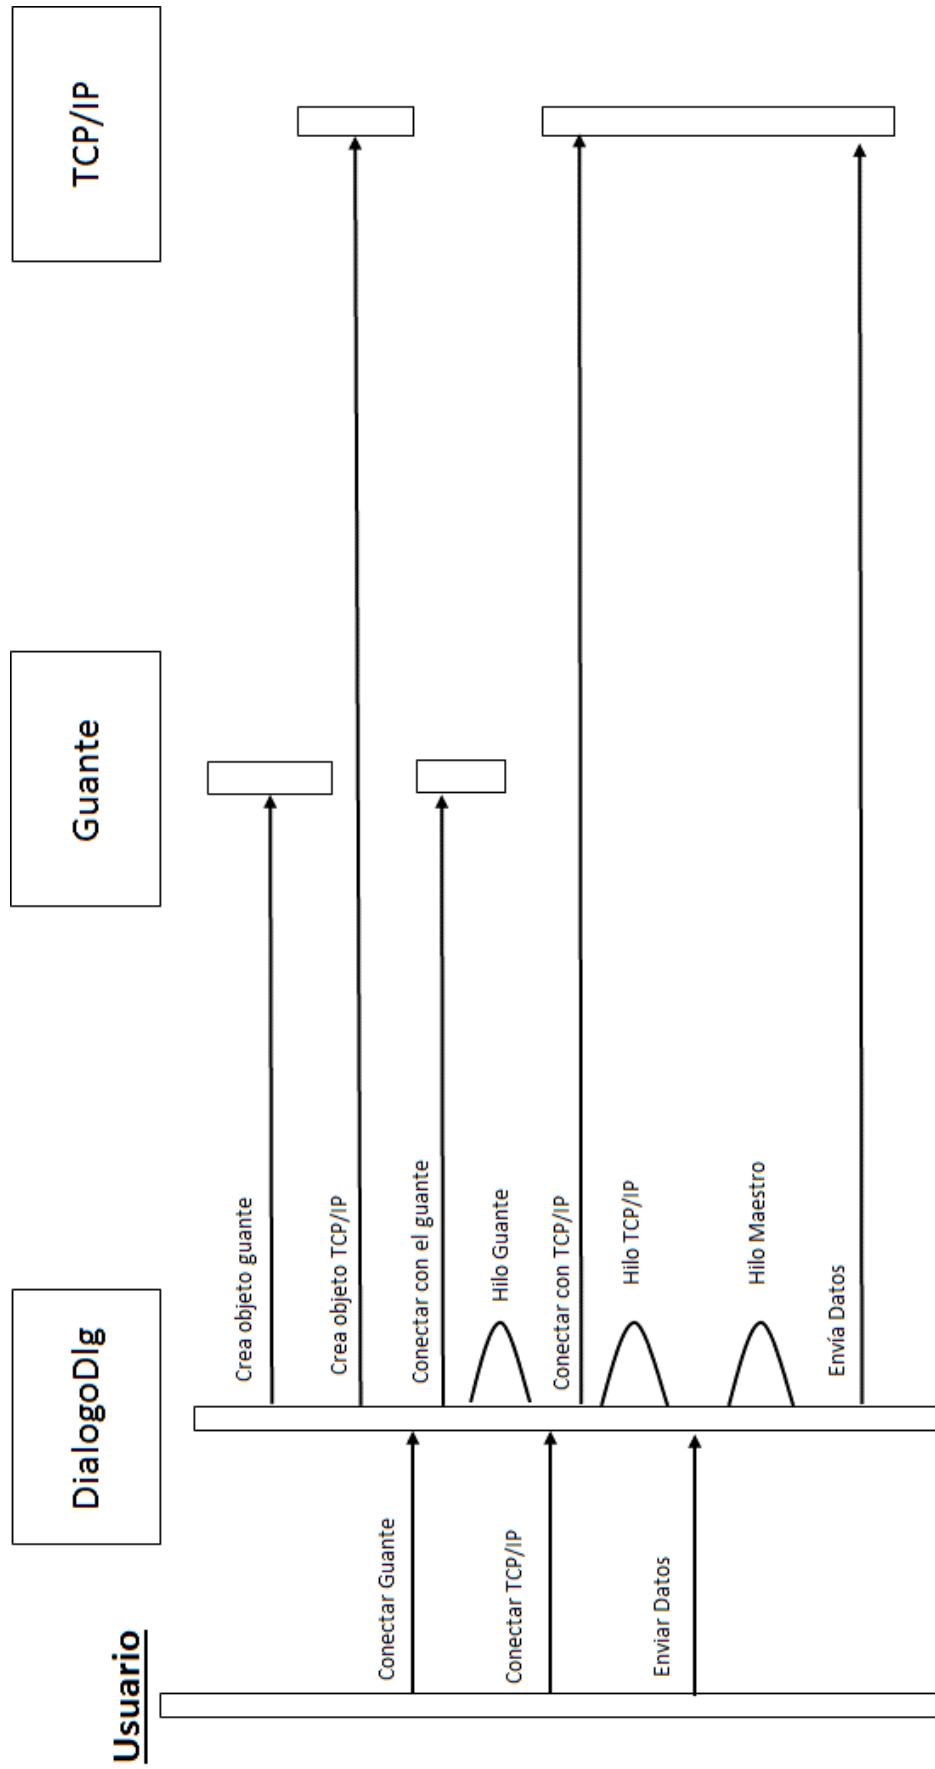 Usuario
DialogoDlg
Guante
TCP/IP
Crea objeto guante
Crea objeto TCP/IP
Conectar Guante
Conectar con el guante
Hilo Guante
Conectar TCP/IP
Conectar con TCP/IP
Hilo TCP/IP
Enviar Datos
Hilo Maestro
Envía Datos